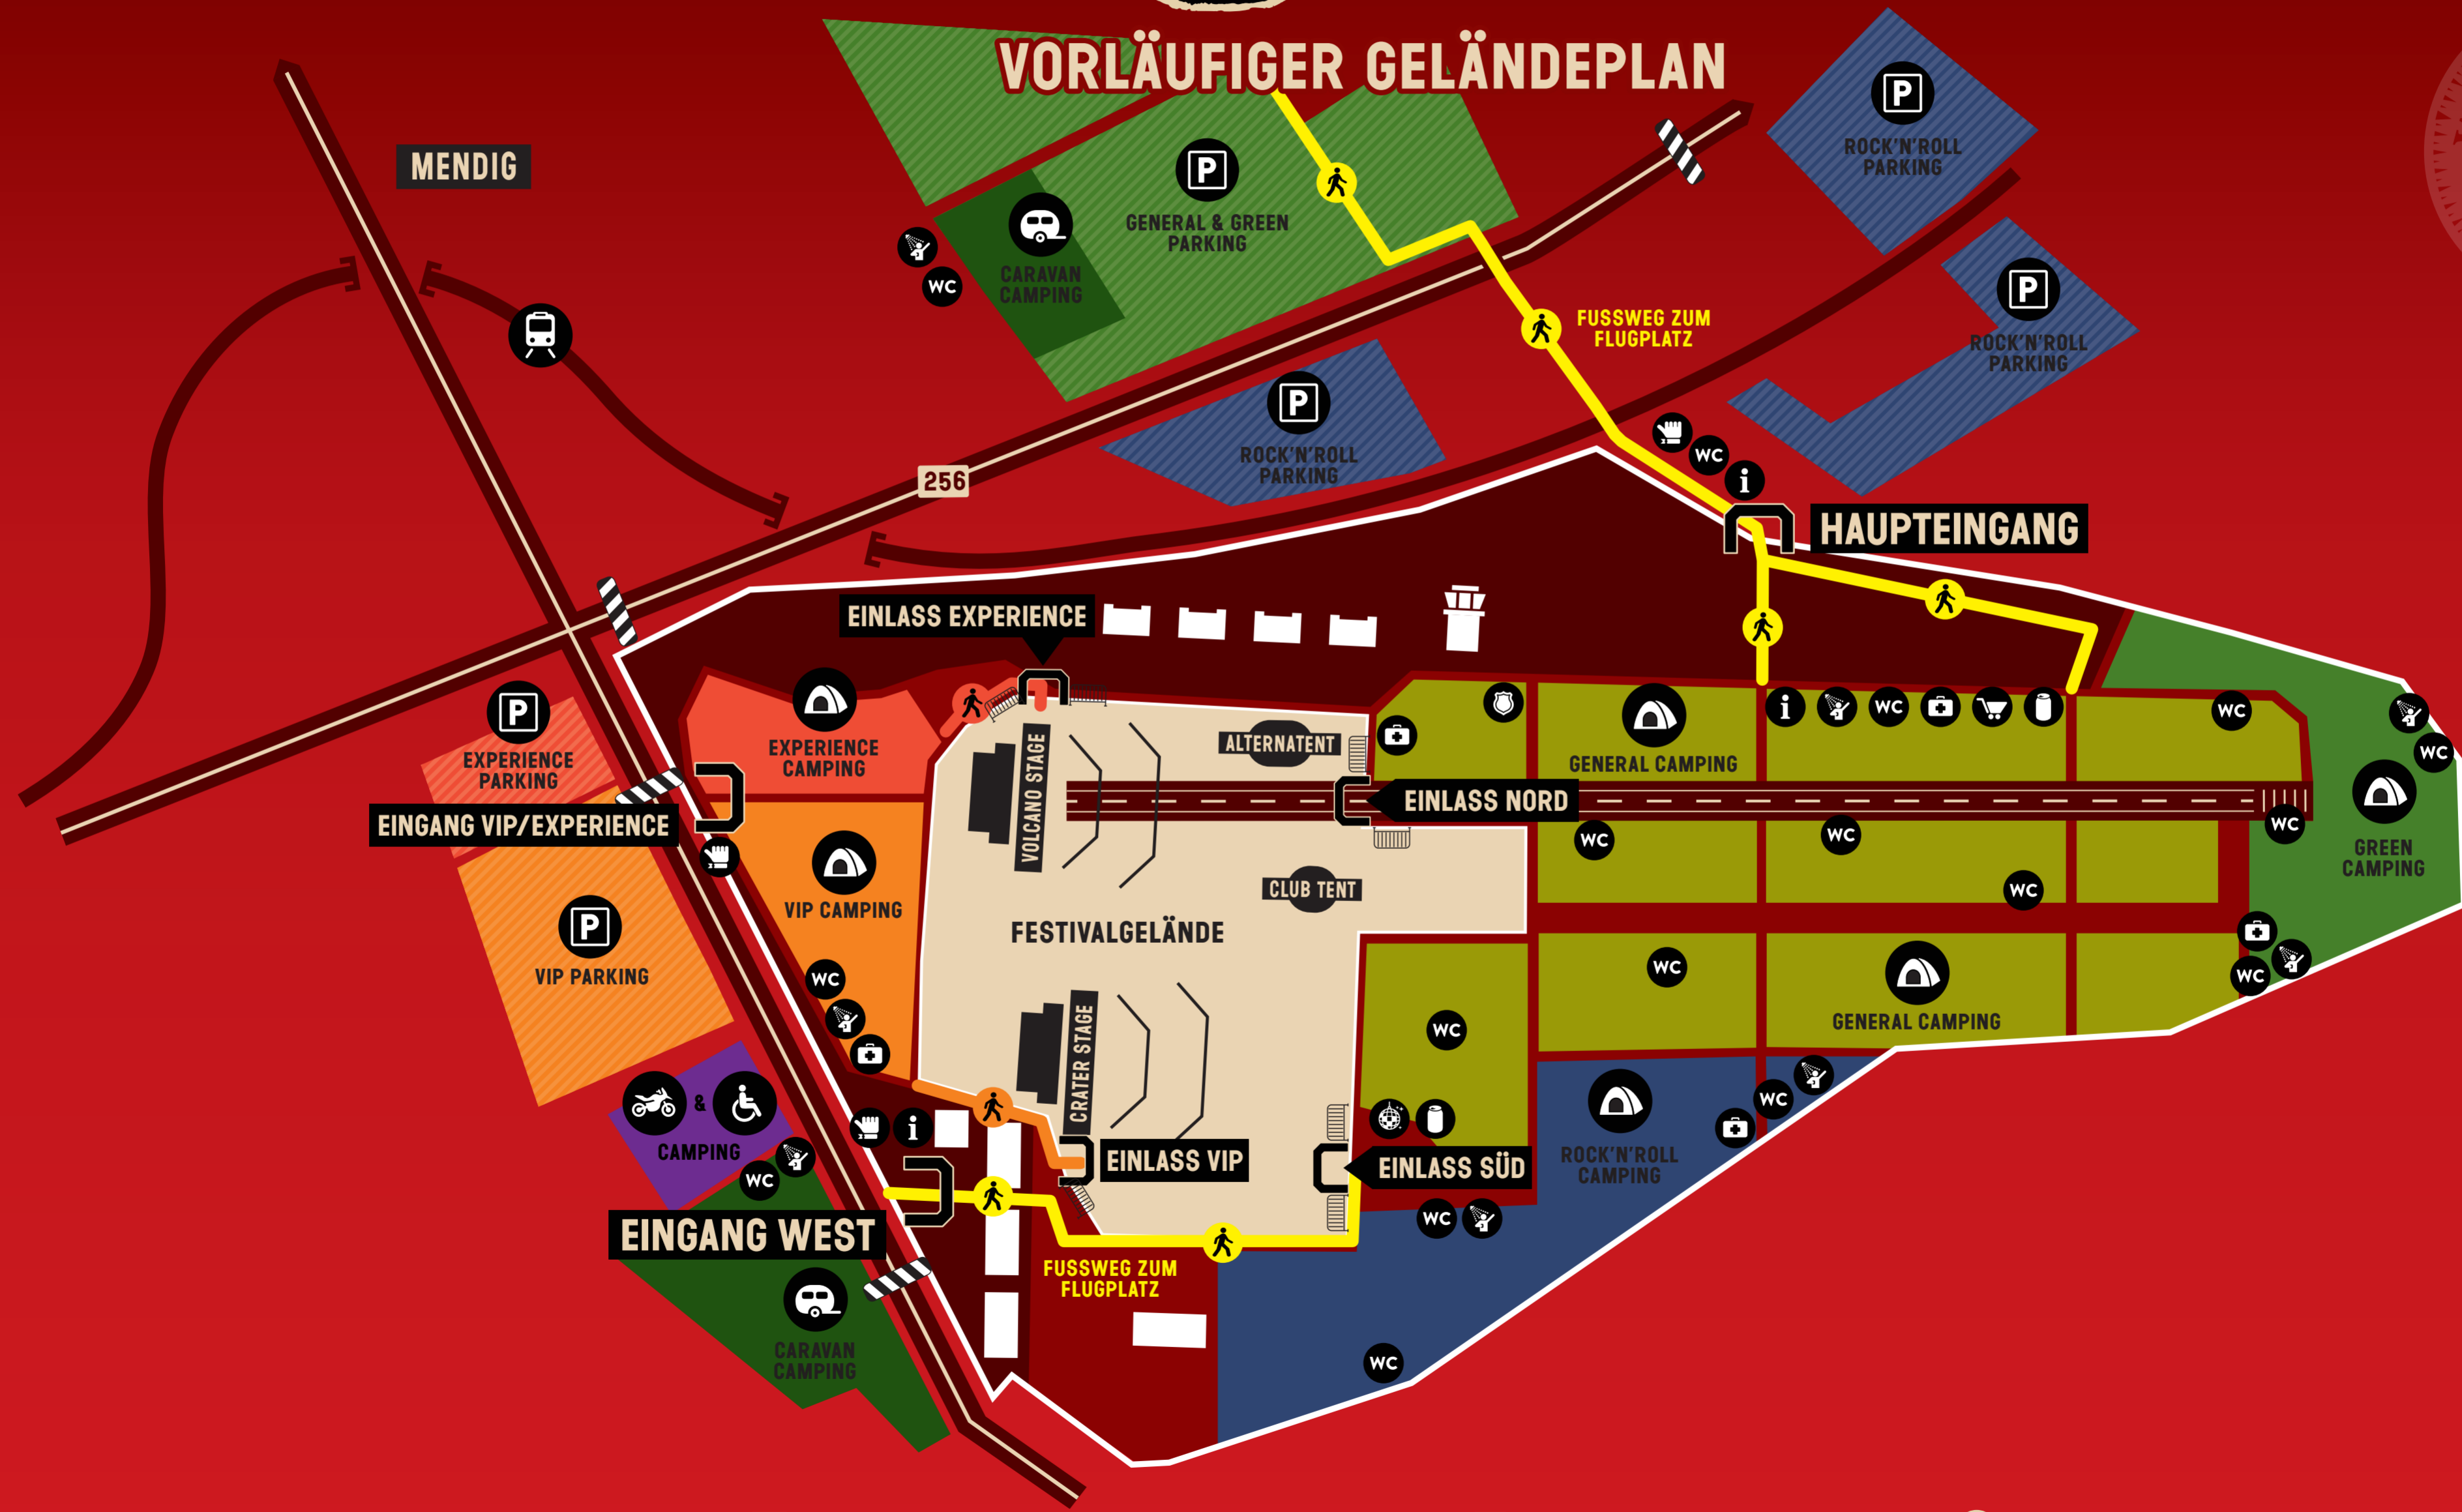 VORLÄUFIGER GELÄNDEPLAN
MENDIG
P
ROCK'N'ROLL
PARKING
P
GENERAL & GREEN
PARKING
CARAVAN
CAMPING
WC
P
ROCK'N'ROLL
PARKING
FUSSWEG ZUM
FLUGPLATZ
P
ROCK'N'ROLL
PARKING
256
WC
i
HAUPTEINGANG
EINLASS EXPERIENCE
P
EXPERIENCE
PARKING
EXPERIENCE
CAMPING
VOLCANO STAGE
ALTERNATENT
GENERAL CAMPING
i
WC
WC
WC
EINGANG VIP/EXPERIENCE
EINLASS NORD
WC
WC
WC
GREEN
CAMPING
P
VIP PARKING
VIP CAMPING
CLUB TENT
WC
FESTIVALGELÄNDE
WC
WC
WC
WC
GENERAL CAMPING
CRATER STAGE
&
CAMPING
WC
i
EINLASS VIP
EINLASS SÜD
ROCK'N'ROLL
CAMPING
WC
WC
EINGANG WEST
WC
FUSSWEG ZUM
FLUGPLATZ
CARAVAN
CAMPING
WC